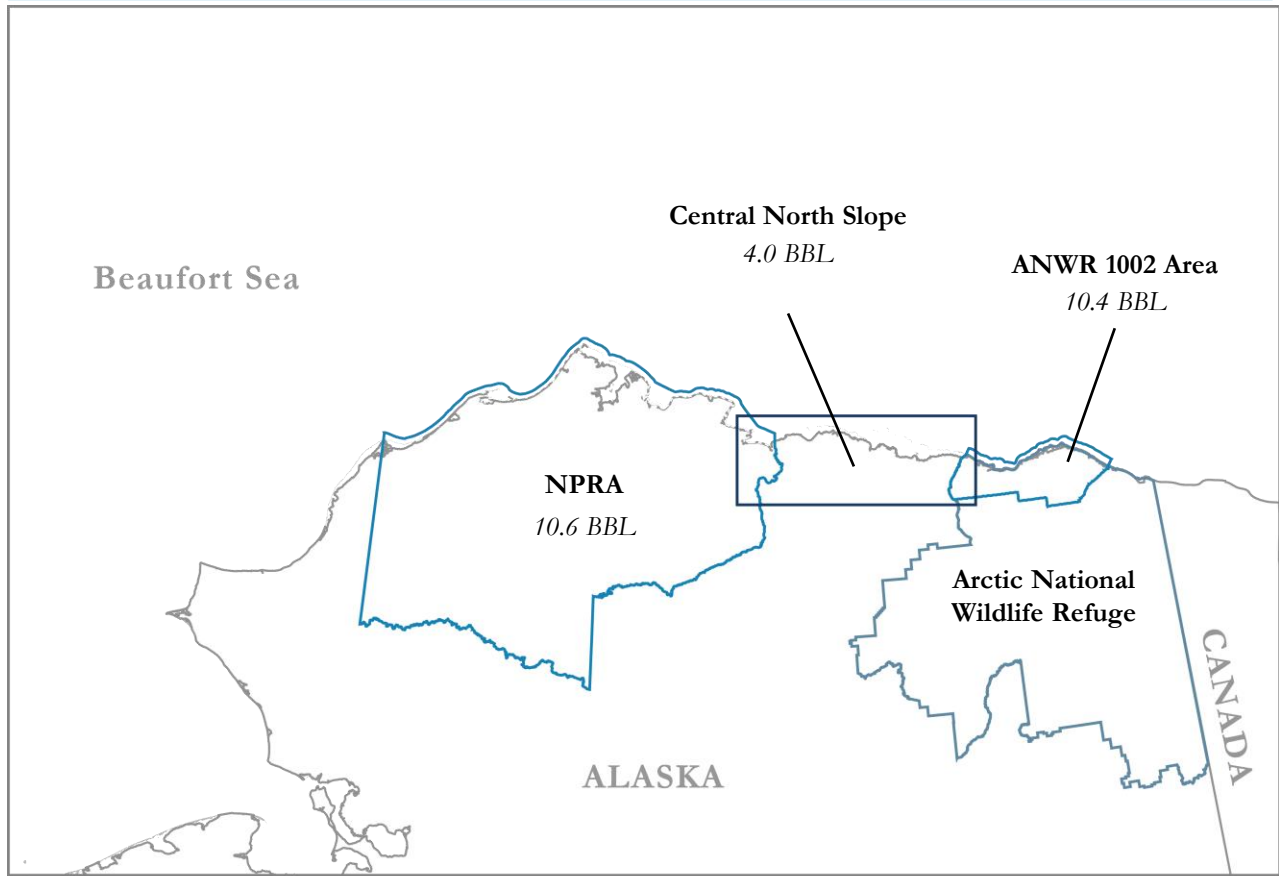 Central North Slope
4.0 BBL
ANWR 1002 Area
10.4 BBL
Beaufort Sea
NPRA
10.6 BBL
Arctic National
Wildlife Refuge
CANADA
ALASKA